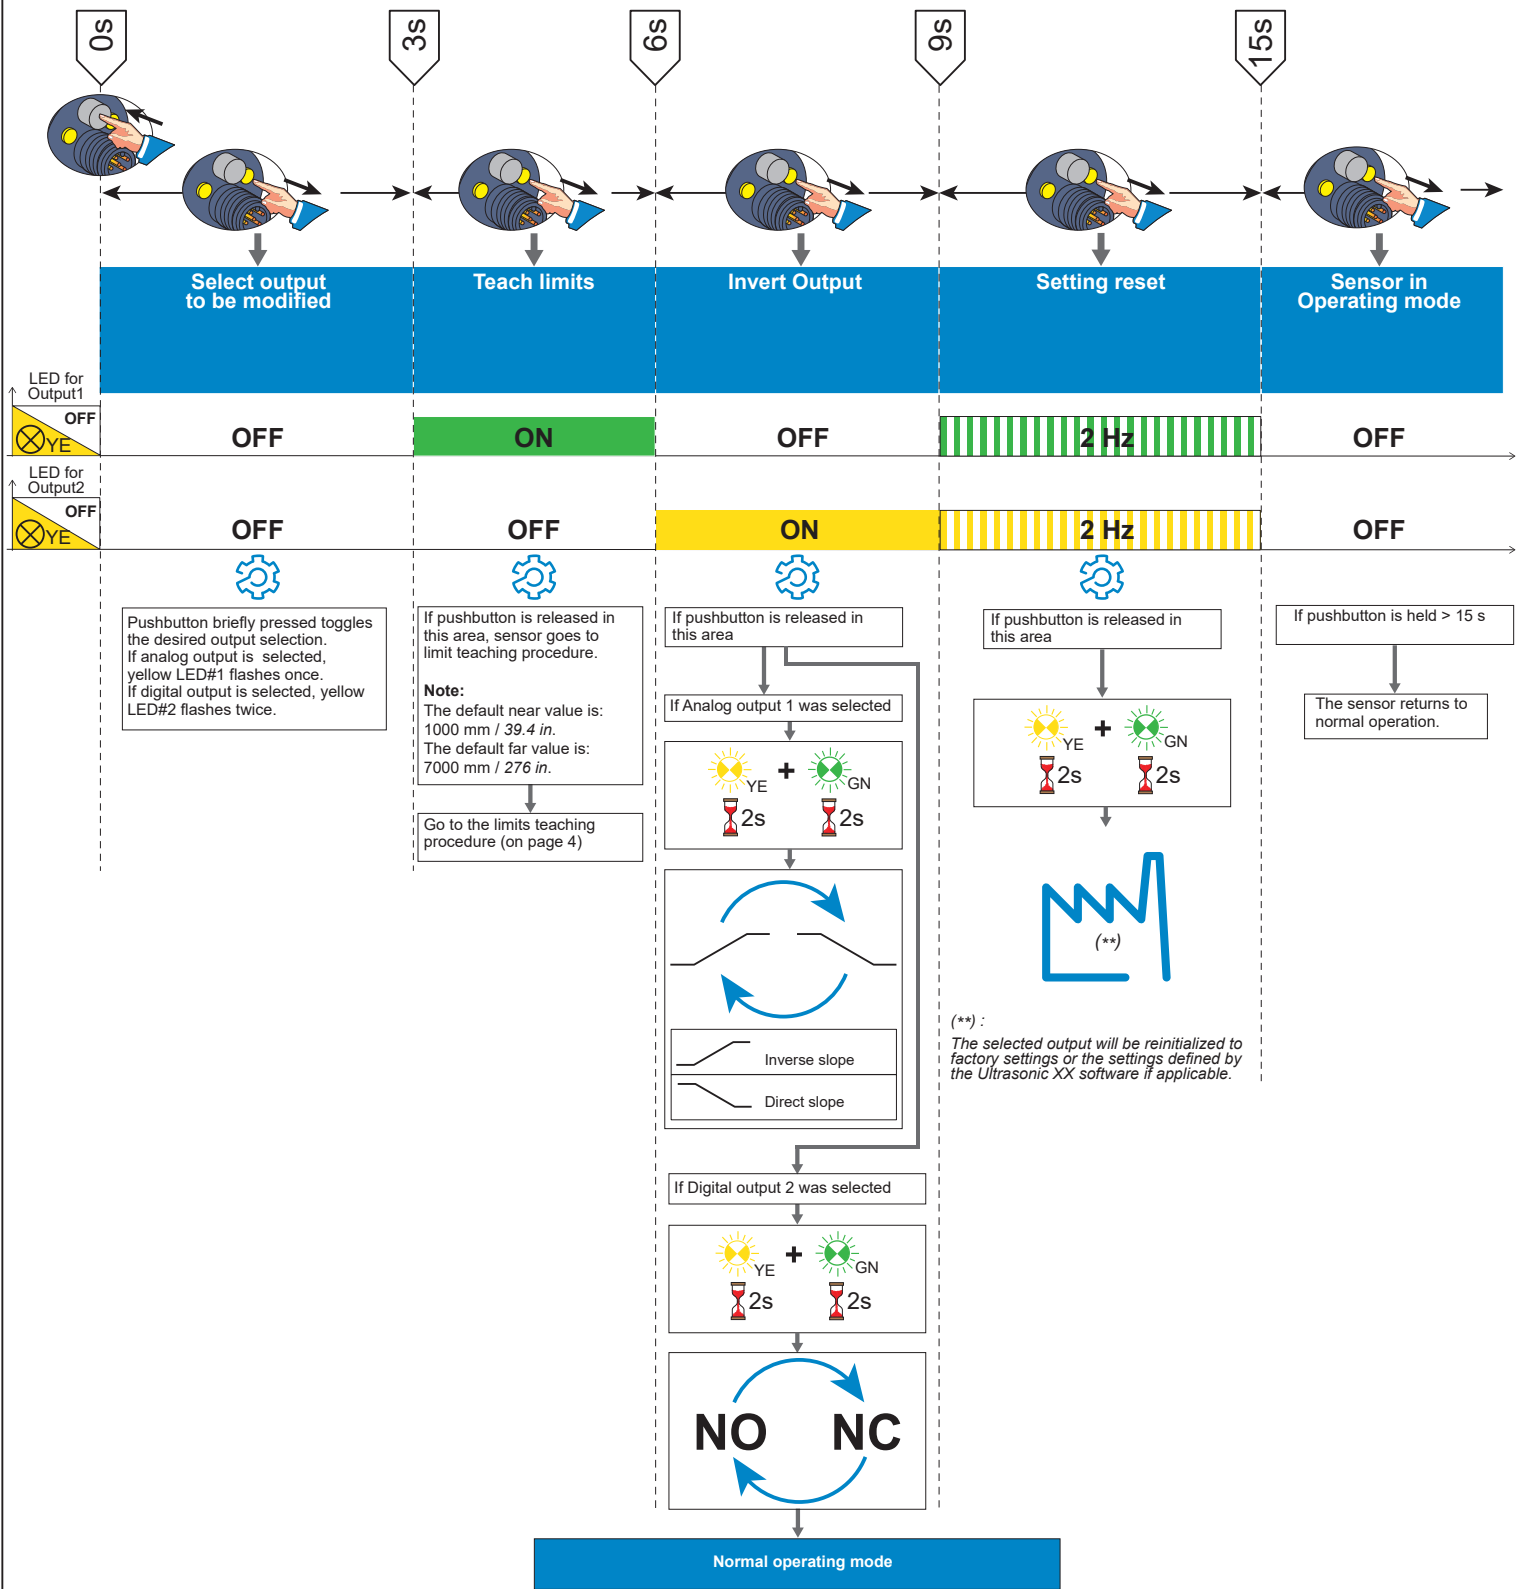 0s
3s
6s
9s
15s
Select output
to be modified
Teach limits
Invert Output
Setting reset
Sensor in
Operating mode
LED for
Output1
OFF
YE
OFF
ON
OFF
2 Hz
OFF
LED for
Output2
OFF
YE
OFF
OFF
ON
2 Hz
OFF
Pushbutton briefly pressed toggles
the desired output selection.
If analog output is selected,
yellow LED#1 flashes once.
If digital output is selected, yellow
LED#2 flashes twice.
If pushbutton is released in
this area, sensor goes to
limit teaching procedure.
Note:
The default near value is:
1000 mm / 39.4 in.
The default far value is:
7000 mm / 276 in.
Go to the limits teaching
procedure (on page 4)
If pushbutton is released in
this area
If Analog output 1 was selected
YE + GN
2s 2s
Inverse slope
Direct slope
If Digital output 2 was selected
YE + GN
2s 2s
NO NC
If pushbutton is released in
this area
YE + GN
2s 2s
(**)
(**) :
The selected output will be reinitialized to
factory settings or the settings defined by
the Ultrasonic XX software if applicable.
If pushbutton is held > 15 s
The sensor returns to
normal operation.
Normal operating mode